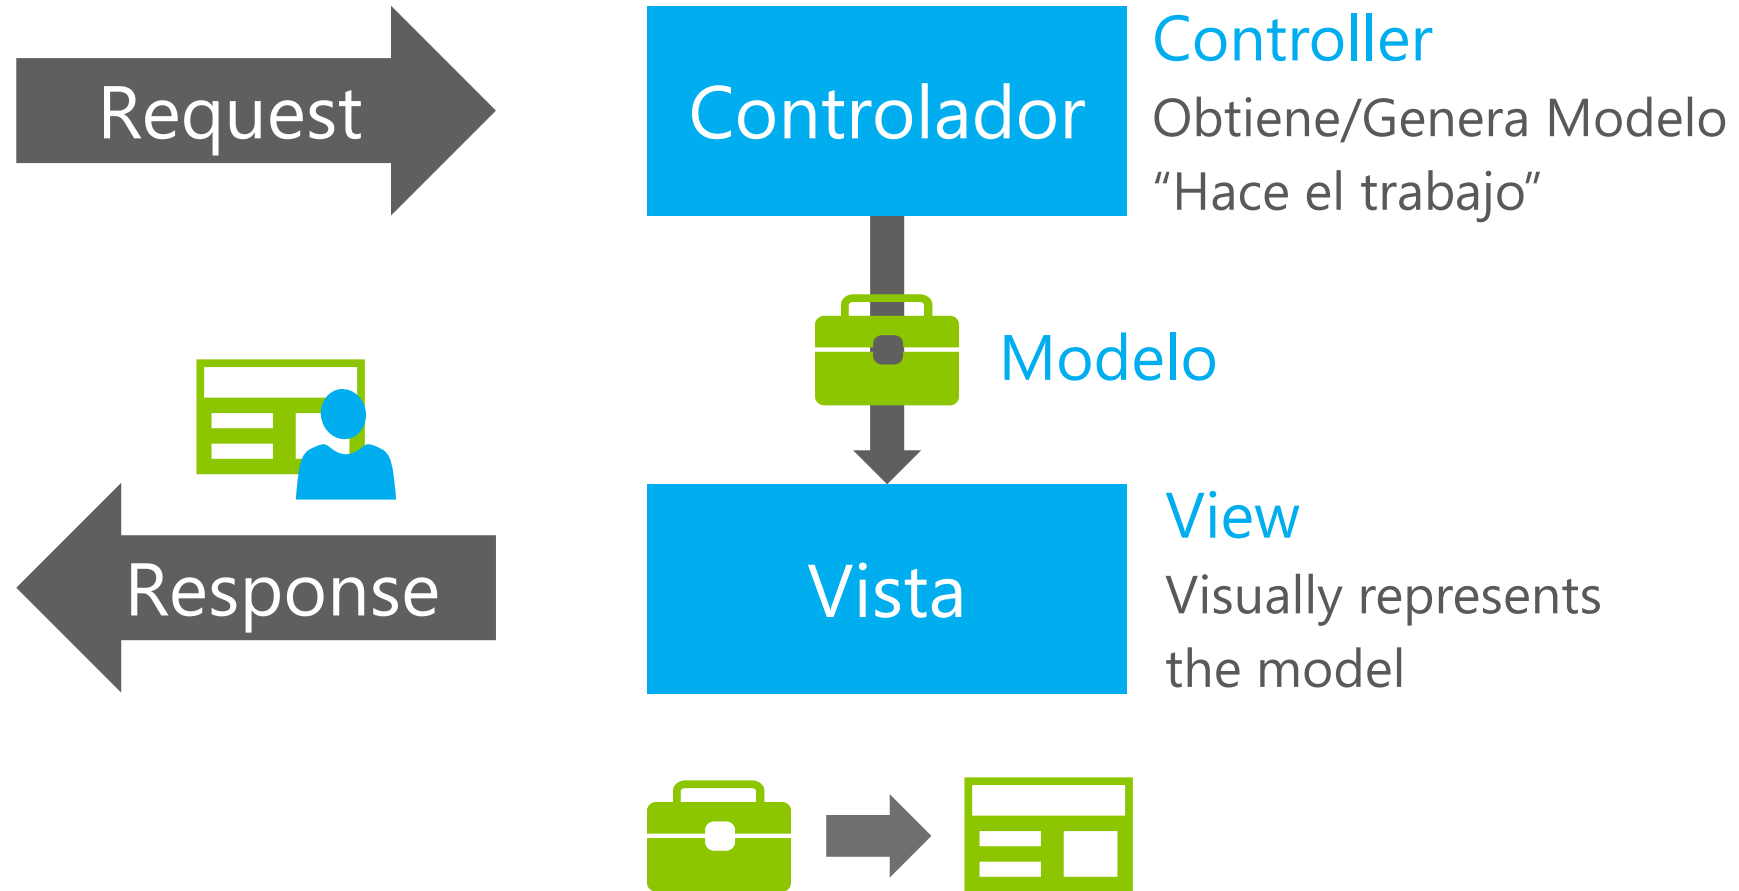 Request
Controlador
Controller
Obtiene/Genera Modelo
“Hace el trabajo”
Modelo
Response
Vista
View
Visually represents
the model